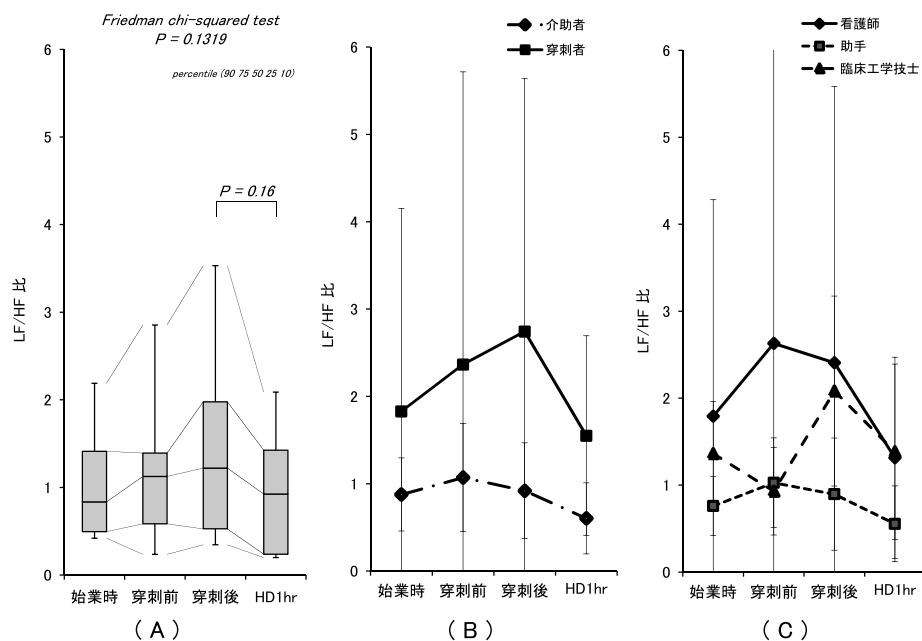 Friedman chi-squared test
P = 0.1319
percentile (90 75 50 25 10)
P = 0.16
6
5
4
3
2
1
0
LF/HF 比
始業時 穿刺前 穿刺後 HD1hr
( A )
介助者
穿刺者
6
5
4
3
2
1
0
LF/HF 比
始業時 穿刺前 穿刺後 HD1hr
( B )
看護師
助手
臨床工学技士
6
5
4
3
2
1
0
LF/HF 比
始業時 穿刺前 穿刺後 HD1hr
( C )